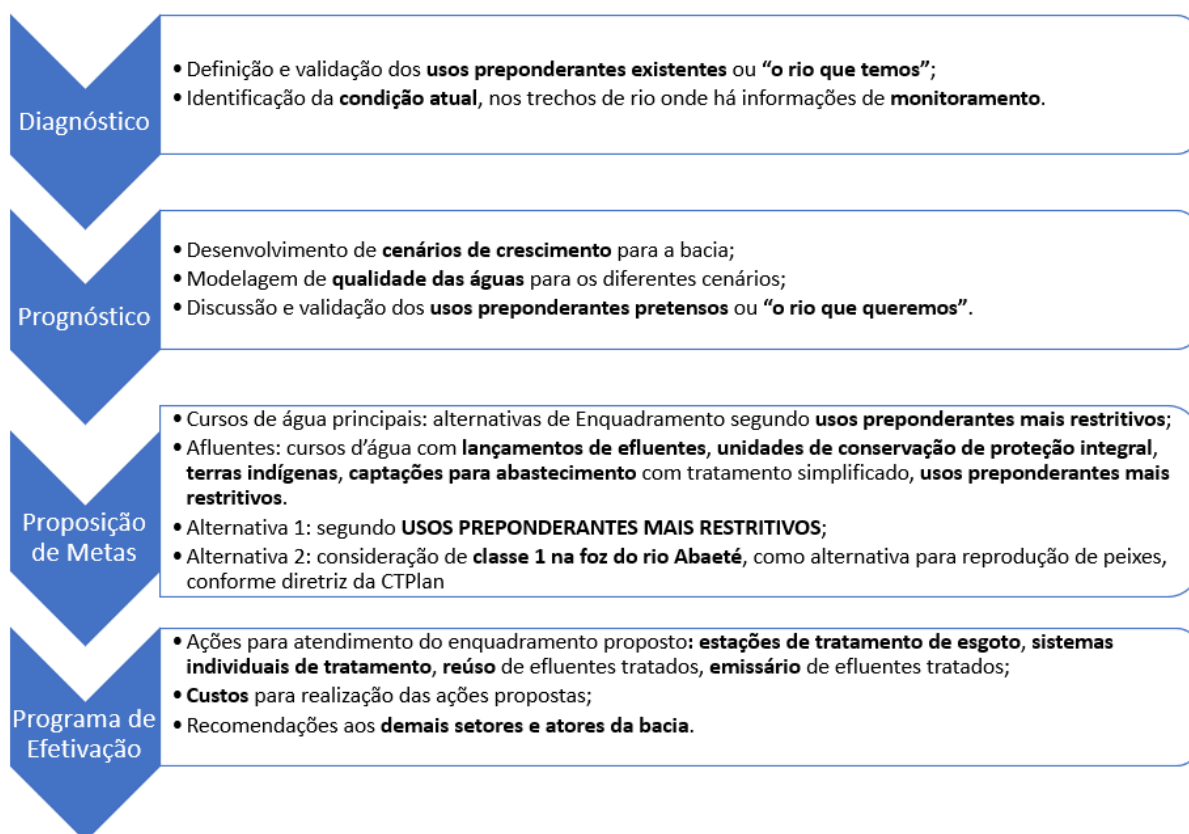 Diagnóstico
• Definição e validação dos usos preponderantes existentes ou “o rio que temos”;
• Identificação da condição atual, nos trechos de rio onde há informações de monitoramento.
Prognóstico
• Desenvolvimento de cenários de crescimento para a bacia;
• Modelagem de qualidade das águas para os diferentes cenários;
• Discussão e validação dos usos preponderantes pretensos ou “o rio que queremos”.
Proposição
de Metas
• Cursos de água principais: alternativas de Enquadramento segundo usos preponderantes mais restritivos;
• Afluentes: cursos d’água com lançamentos de efluentes, unidades de conservação de proteção integral,
terras indígenas, captações para abastecimento com tratamento simplificado, usos preponderantes mais
restritivos.
• Alternativa 1: segundo USOS PREPONDERANTES MAIS RESTRITIVOS;
• Alternativa 2: consideração de classe 1 na foz do rio Abaeté, como alternativa para reprodução de peixes,
conforme diretriz da CTPlan
Programa de
Efetivação
• Ações para atendimento do enquadramento proposto: estações de tratamento de esgoto, sistemas
individuais de tratamento, reúso de efluentes tratados, emissário de efluentes tratados;
• Custos para realização das ações propostas;
• Recomendações aos demais setores e atores da bacia.